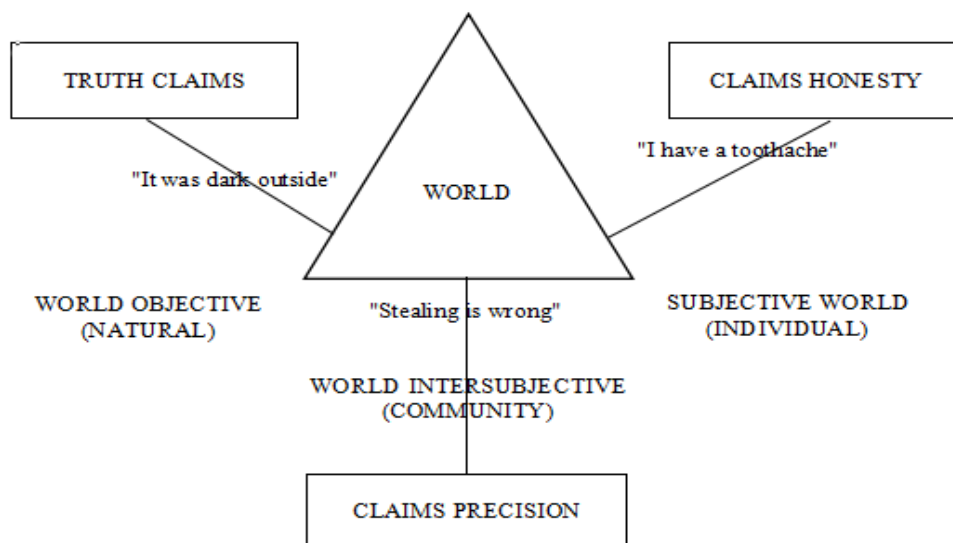 TRUTH CLAIMS
CLAIMS HONESTY
"It was dark outside"
"I have a toothache"
WORLD
WORLD OBJECTIVE
(NATURAL)
"Stealing is wrong"
SUBJECTIVE WORLD
(INDIVIDUAL)
WORLD INTERSUBJECTIVE
(COMMUNITY)
CLAIMS PRECISION